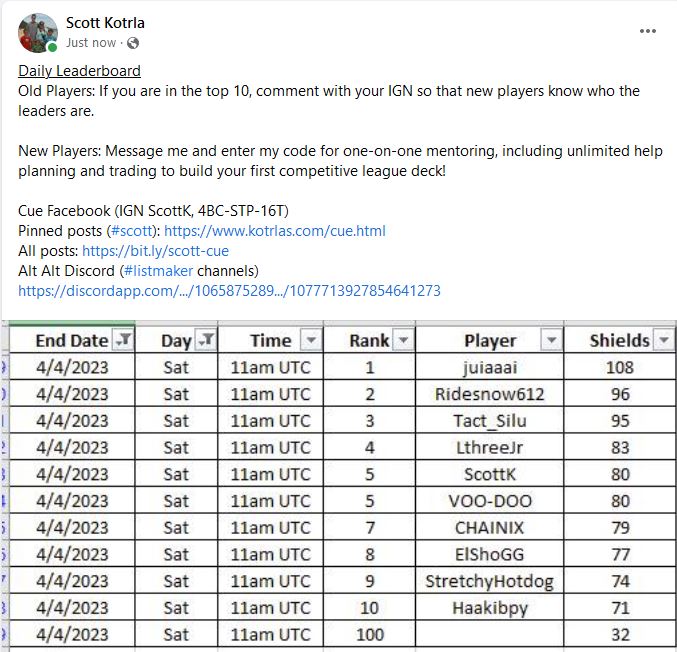 Scott Kotrla
Just now ·
Daily Leaderboard
Old Players: If you are in the top 10, comment with your IGN so that new players know who the
leaders are.
New Players: Message me and enter my code for one-on-one mentoring, including unlimited help
planning and trading to build your first competitive league deck!
Cue Facebook (IGN ScottK, 4BC-STP-16T)
Pinned posts (#scott): https://www.kotrlas.com/cue.html
All posts: https://bit.ly/scott-cue
Alt Alt Discord (#listmaker channels)
https://discordapp.com/.../1065875289.../1077713927854641273
End Date Day Time Rank Player Shields
4/4/2023 Sat 11am UTC 1 juiaaai 108
4/4/2023 Sat 11am UTC 2 Ridesnow612 96
4/4/2023 Sat 11am UTC 3 Tact_Silu 95
4/4/2023 Sat 11am UTC 4 LthreeJr 83
4/4/2023 Sat 11am UTC 5 ScottK 80
4/4/2023 Sat 11am UTC 5 VOO-DOO 80
4/4/2023 Sat 11am UTC 7 CHAINIX 79
4/4/2023 Sat 11am UTC 8 ElShoGG 77
4/4/2023 Sat 11am UTC 9 StretchyHotdog 74
4/4/2023 Sat 11am UTC 10 Haakibpy 71
4/4/2023 Sat 11am UTC 100 32